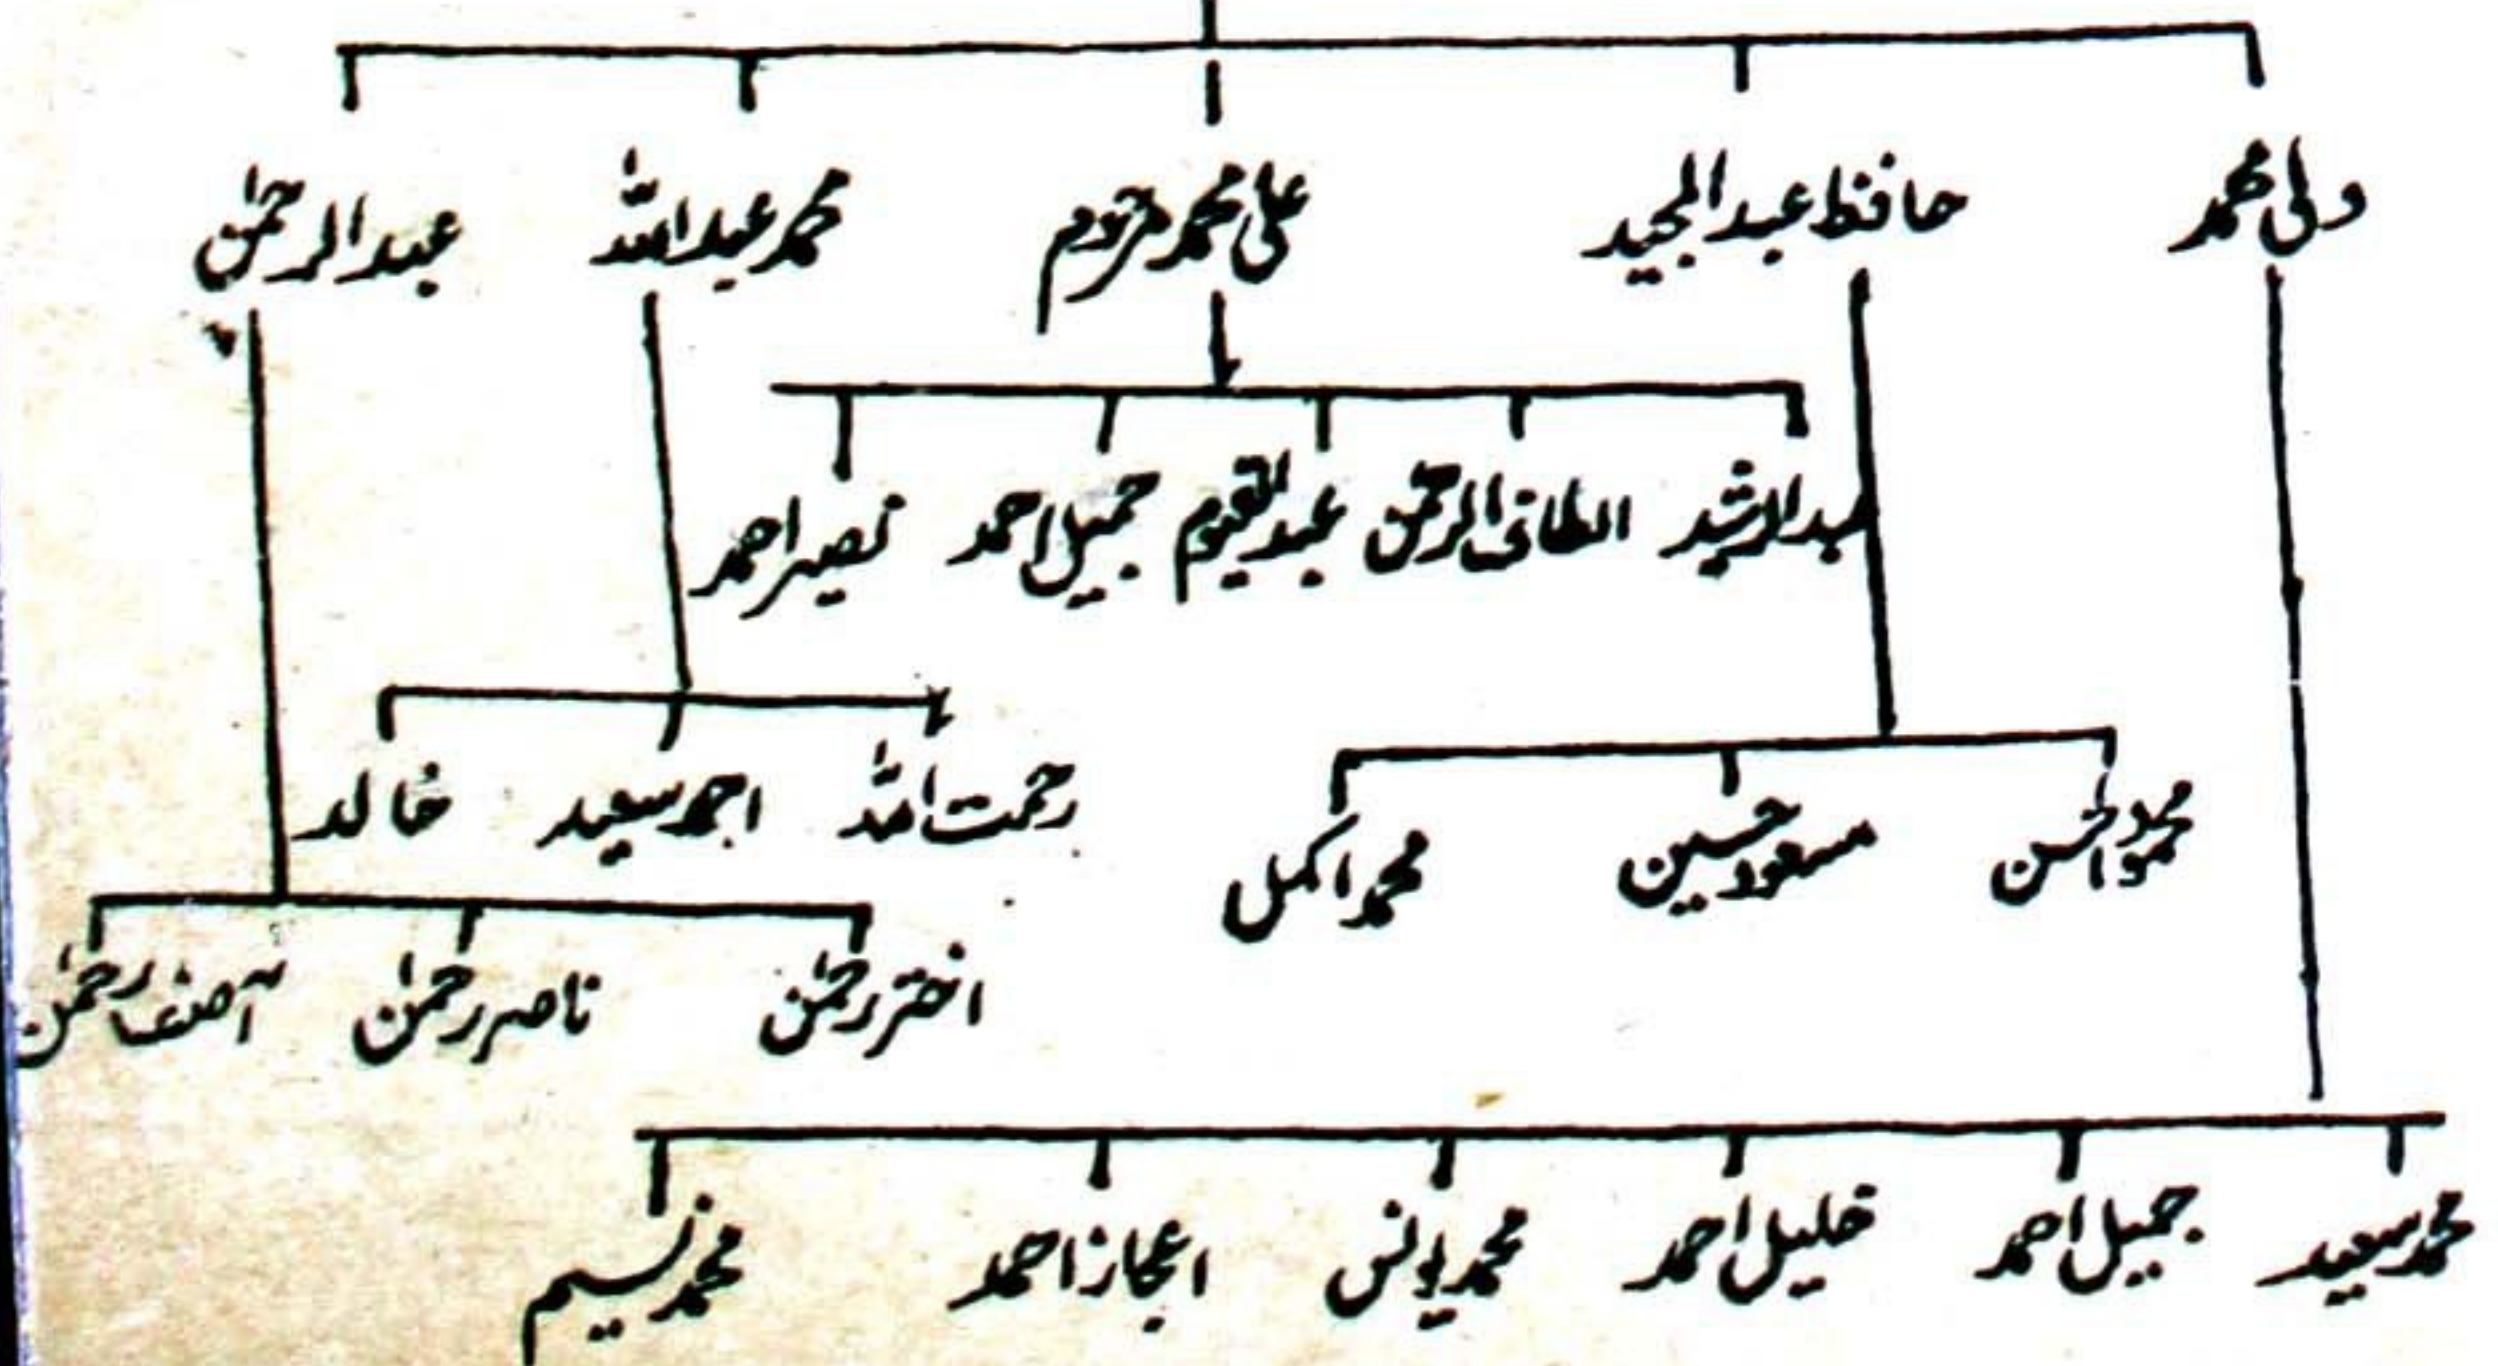 ولی محمد حافظ عبدالمجید علی محمد مرحوم محمد عبداللہ عبدالرحمٰن
عبدالرشید الطاف الرحمٰن عبدالقیوم جمیل احمد نصیر احمد
محمود الحسن مسعود حسین محمد اکمل رحمت اللہ احمد سعید خالد
اختر رحمٰن ناصر رحمٰن آصف رحمٰن
محمد سعید جمیل احمد خلیل احمد محمد یونس اعجاز احمد محمد نسیم